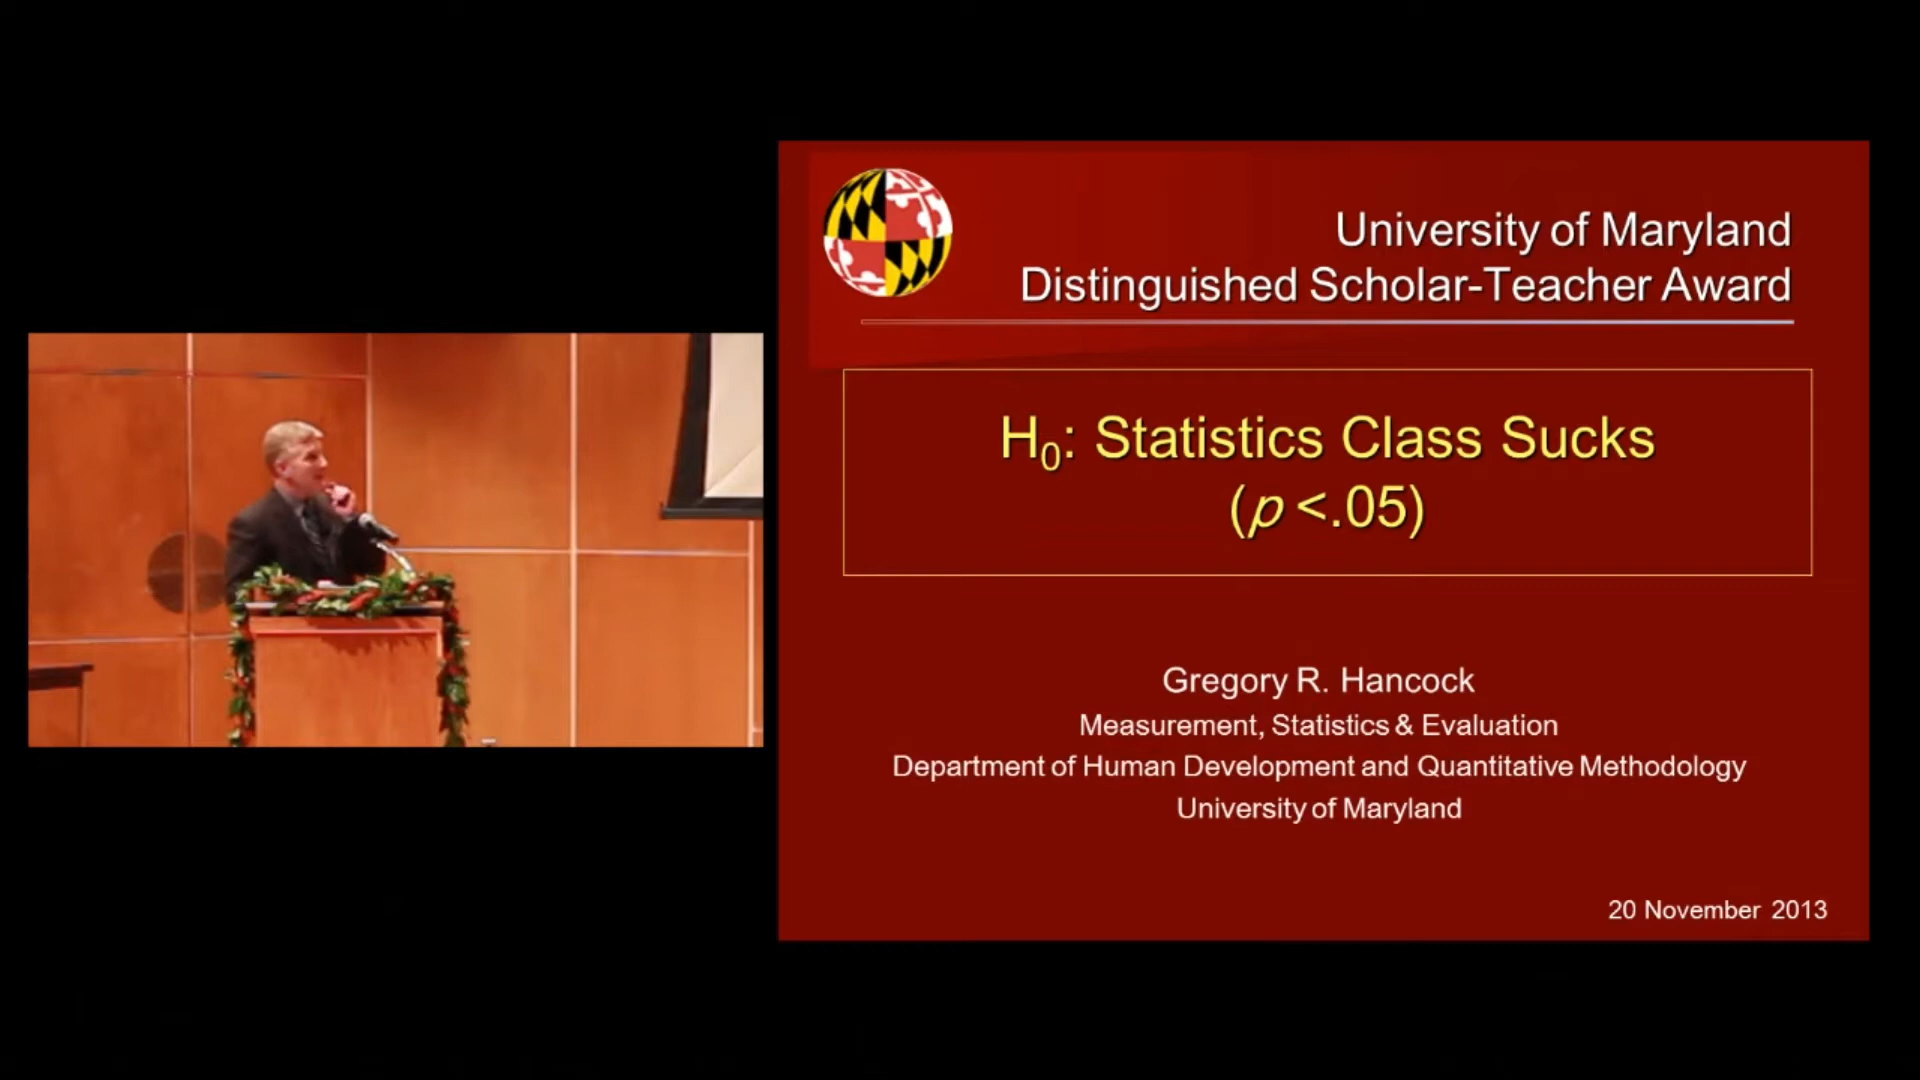 University of Maryland
Distinguished Scholar-Teacher Award
H₀: Statistics Class Sucks
(p <.05)
Gregory R. Hancock
Measurement, Statistics & Evaluation
Department of Human Development and Quantitative Methodology
University of Maryland
20 November 2013